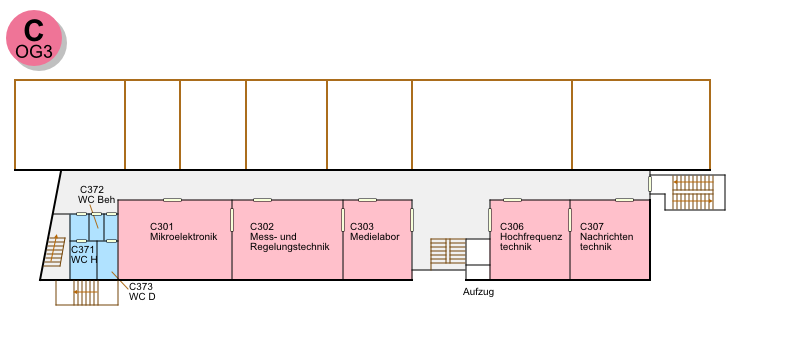 C
OG3
C372
WC Beh
C301
Mikroelektronik
C302
Mess- und
Regelungstechnik
C303
Medielabor
C306
Hochfrequenz
technik
C307
Nachrichten
technik
C371
WC H
C373
WC D
Aufzug